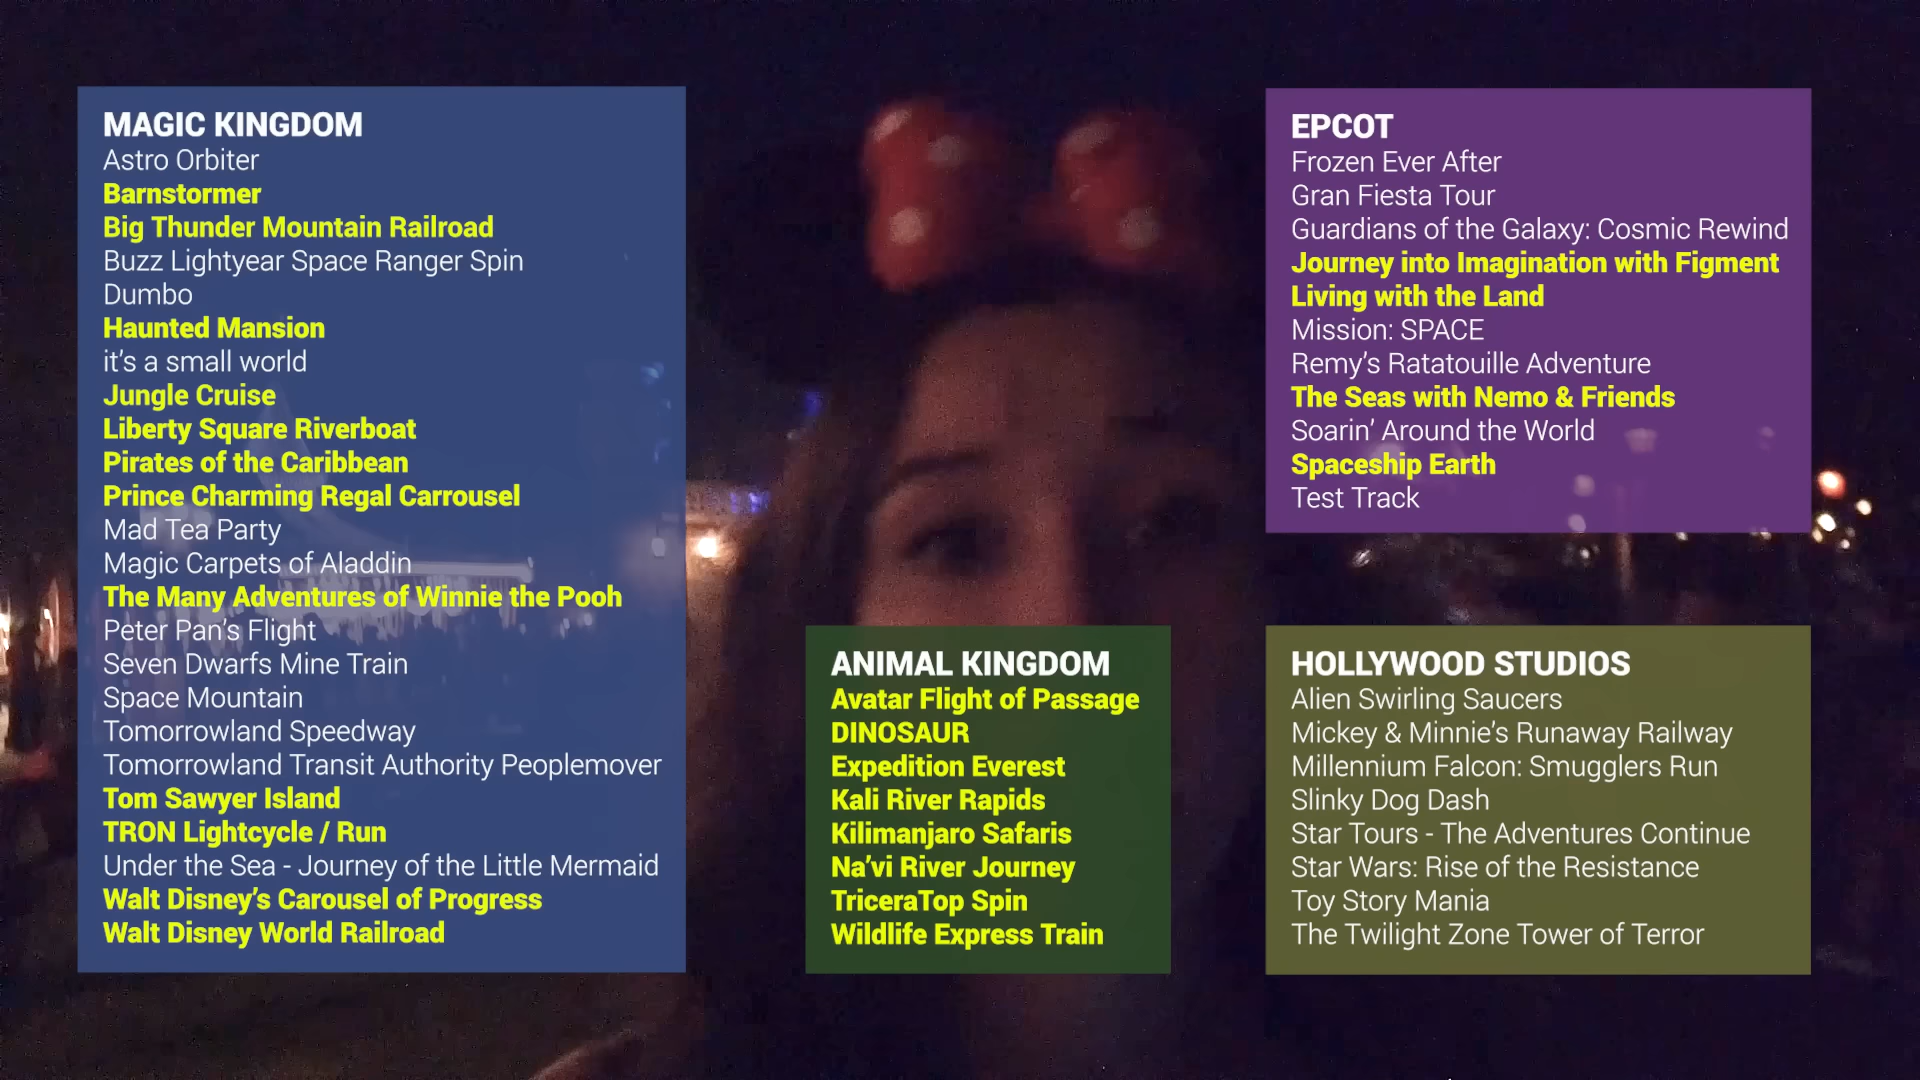 MAGIC KINGDOM
Astro Orbiter
Barnstormer
Big Thunder Mountain Railroad
Buzz Lightyear Space Ranger Spin
Dumbo
Haunted Mansion
it's a small world
Jungle Cruise
Liberty Square Riverboat
Pirates of the Caribbean
Prince Charming Regal Carrousel
Mad Tea Party
Magic Carpets of Aladdin
The Many Adventures of Winnie the Pooh
Peter Pan's Flight
Seven Dwarfs Mine Train
Space Mountain
Tomorrowland Speedway
Tomorrowland Transit Authority Peoplemover
Tom Sawyer Island
TRON Lightcycle / Run
Under the Sea - Journey of the Little Mermaid
Walt Disney's Carousel of Progress
Walt Disney World Railroad
ANIMAL KINGDOM
Avatar Flight of Passage
DINOSAUR
Expedition Everest
Kali River Rapids
Kilimanjaro Safaris
Na'vi River Journey
TriceraTop Spin
Wildlife Express Train
EPCOT
Frozen Ever After
Gran Fiesta Tour
Guardians of the Galaxy: Cosmic Rewind
Journey into Imagination with Figment
Living with the Land
Mission: SPACE
Remy's Ratatouille Adventure
The Seas with Nemo & Friends
Soarin' Around the World
Spaceship Earth
Test Track
HOLLYWOOD STUDIOS
Alien Swirling Saucers
Mickey & Minnie's Runaway Railway
Millennium Falcon: Smugglers Run
Slinky Dog Dash
Star Tours - The Adventures Continue
Star Wars: Rise of the Resistance
Toy Story Mania
The Twilight Zone Tower of Terror